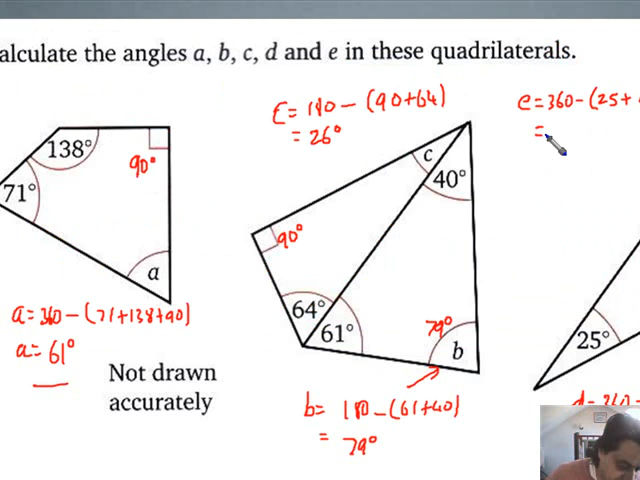 alculate the angles a, b, c, d and e in these quadrilaterals.
C = 180 - (90+64)
= 26°
e = 360 - (25+
=
138°
90°
71°
a
c
40°
90°
64°
61°
79°
b
25°
a = 360 - (71+138+90)
a = 61°
Not drawn
accurately
b = 180 - (61+40)
= 79°